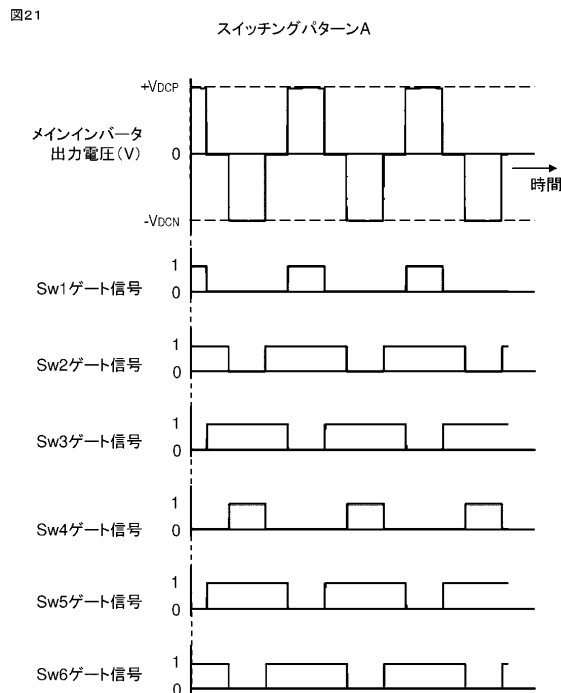 図21
スイッチングパターンA
+VDCP
メインインバータ
出力電圧(V)
0
時間
-VDCN
1
Sw1ゲート信号
0
1
Sw2ゲート信号
0
1
Sw3ゲート信号
0
1
Sw4ゲート信号
0
1
Sw5ゲート信号
0
1
Sw6ゲート信号
0